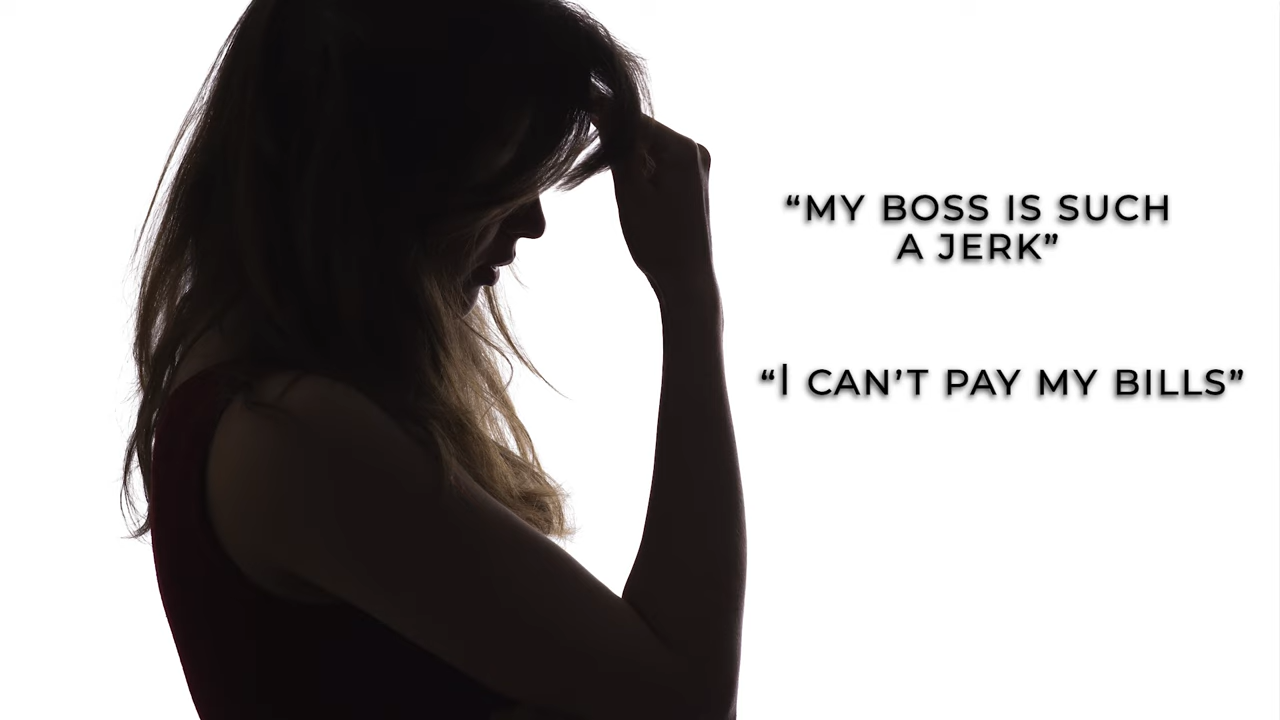 “MY BOSS IS SUCH
A JERK”
“I CAN’T PAY MY BILLS”